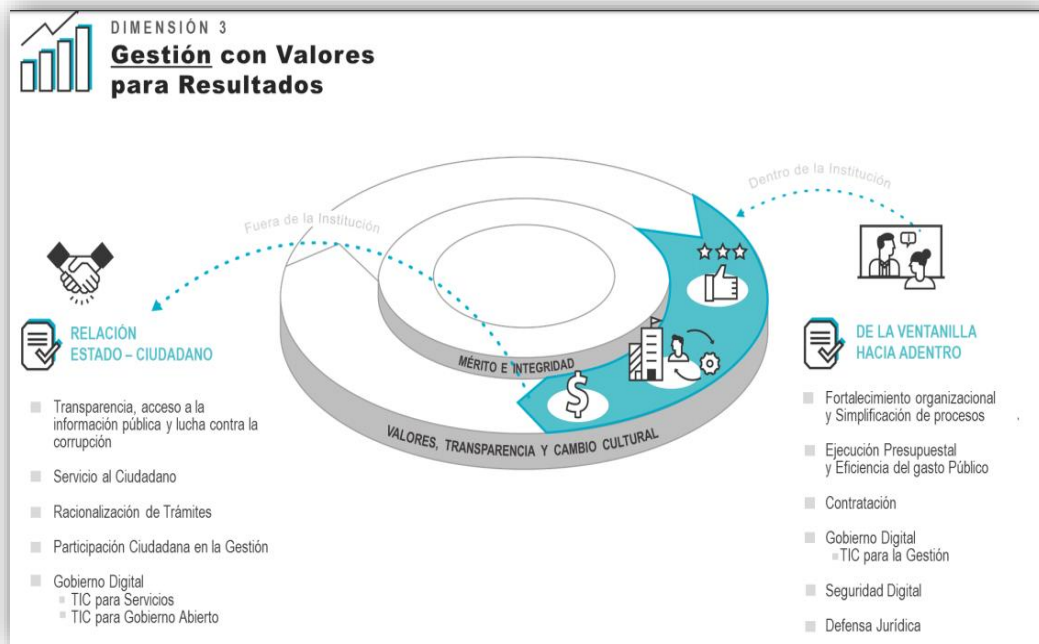 DIMENSIÓN 3
Gestión con Valores
para Resultados
Dentro de la Institución
Fuera de la Institución
MÉRITO E INTEGRIDAD
VALORES, TRANSPARENCIA Y CAMBIO CULTURAL
$
RELACIÓN
ESTADO – CIUDADANO
Transparencia, acceso a la
información pública y lucha contra la
corrupción
Servicio al Ciudadano
Racionalización de Trámites
Participación Ciudadana en la Gestión
Gobierno Digital
TIC para Servicios
TIC para Gobierno Abierto
DE LA VENTANILLA
HACIA ADENTRO
Fortalecimiento organizacional
y Simplificación de procesos
Ejecución Presupuestal
y Eficiencia del gasto Público
Contratación
Gobierno Digital
TIC para la Gestión
Seguridad Digital
Defensa Jurídica